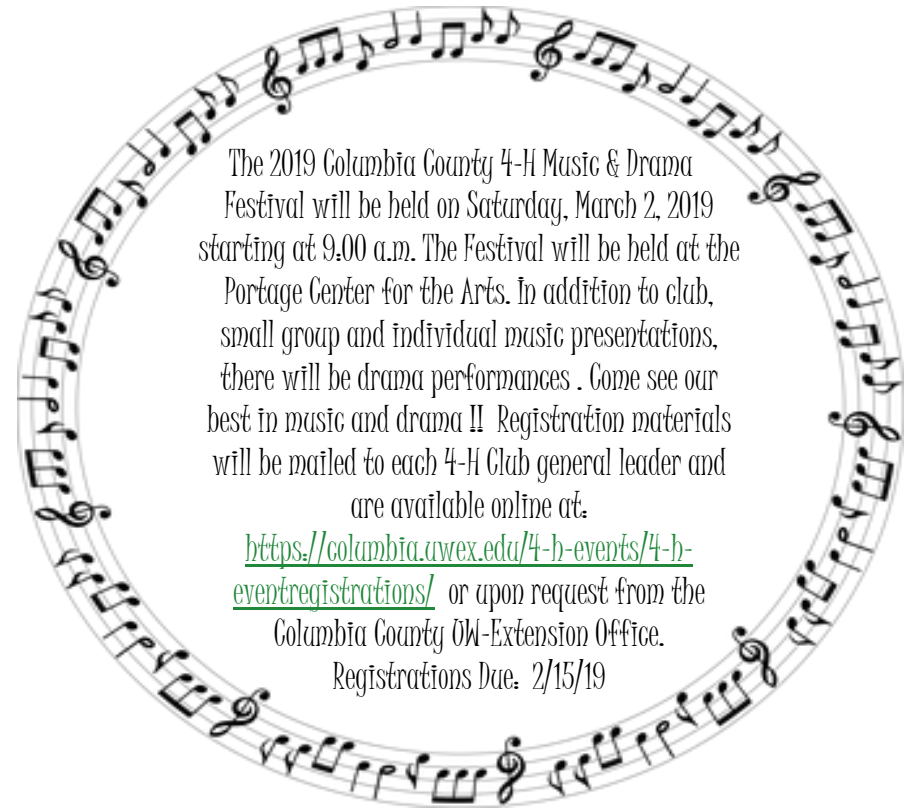 The 2019 Columbia County 4-H Music & Drama
Festival will be held on Saturday, March 2, 2019
starting at 9:00 a.m. The Festival will be held at the
Portage Center for the Arts. In addition to club,
small group and individual music presentations,
there will be drama performances . Come see our
best in music and drama !! Registration materials
will be mailed to each 4-H Club general leader and
are available online at:
https://columbia.uwex.edu/4-h-events/4-h-
eventregistrations/ or upon request from the
Columbia County UW-Extension Office.
Registrations Due: 2/15/19